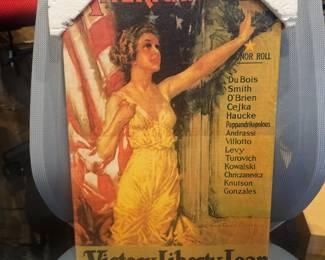 HONOR ROLL
Du Bois
Smith
O'Brien
Cejka
Haucke
Pappandrikopolous
Andrassi
Villotto
Levy
Turovich
Kowalski
Chriczanevicz
Knutson
Gonzales
Victory Liberty Loan